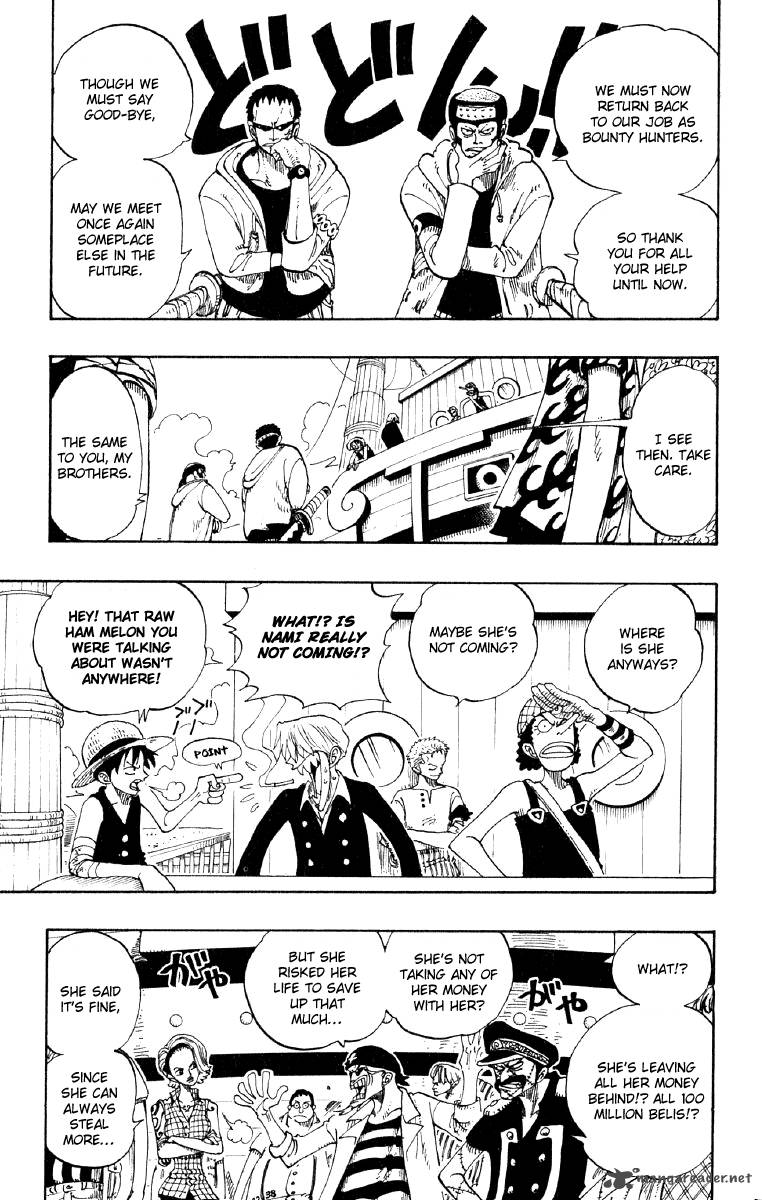 どどん!!
WE MUST NOW
RETURN BACK
TO OUR JOB AS
BOUNTY HUNTERS.
SO THANK
YOU FOR ALL
YOUR HELP
UNTIL NOW.
THOUGH WE
MUST SAY
GOOD-BYE,
MAY WE MEET
ONCE AGAIN
SOMEPLACE
ELSE IN THE
FUTURE.
I SEE
THEN. TAKE
CARE.
THE SAME
TO YOU, MY
BROTHERS.
WHERE
IS SHE
ANYWAYS?
MAYBE SHE'S
NOT COMING?
WHAT!? IS
NAMI REALLY
NOT COMING!?
HEY! THAT RAW
HAM MELON YOU
WERE TALKING
ABOUT WASN'T
ANYWHERE!
POINT
WHAT!?
SHE'S LEAVING
ALL HER MONEY
BEHIND!? ALL 100
MILLION BELIS!?
ガヤ
SHE'S NOT
TAKING ANY OF
HER MONEY
WITH HER?
BUT SHE
RISKED HER
LIFE TO SAVE
UP THAT
MUCH...
ガヤ
SHE SAID
IT'S FINE,
SINCE
SHE CAN
ALWAYS
STEAL
MORE...
mangareader.net